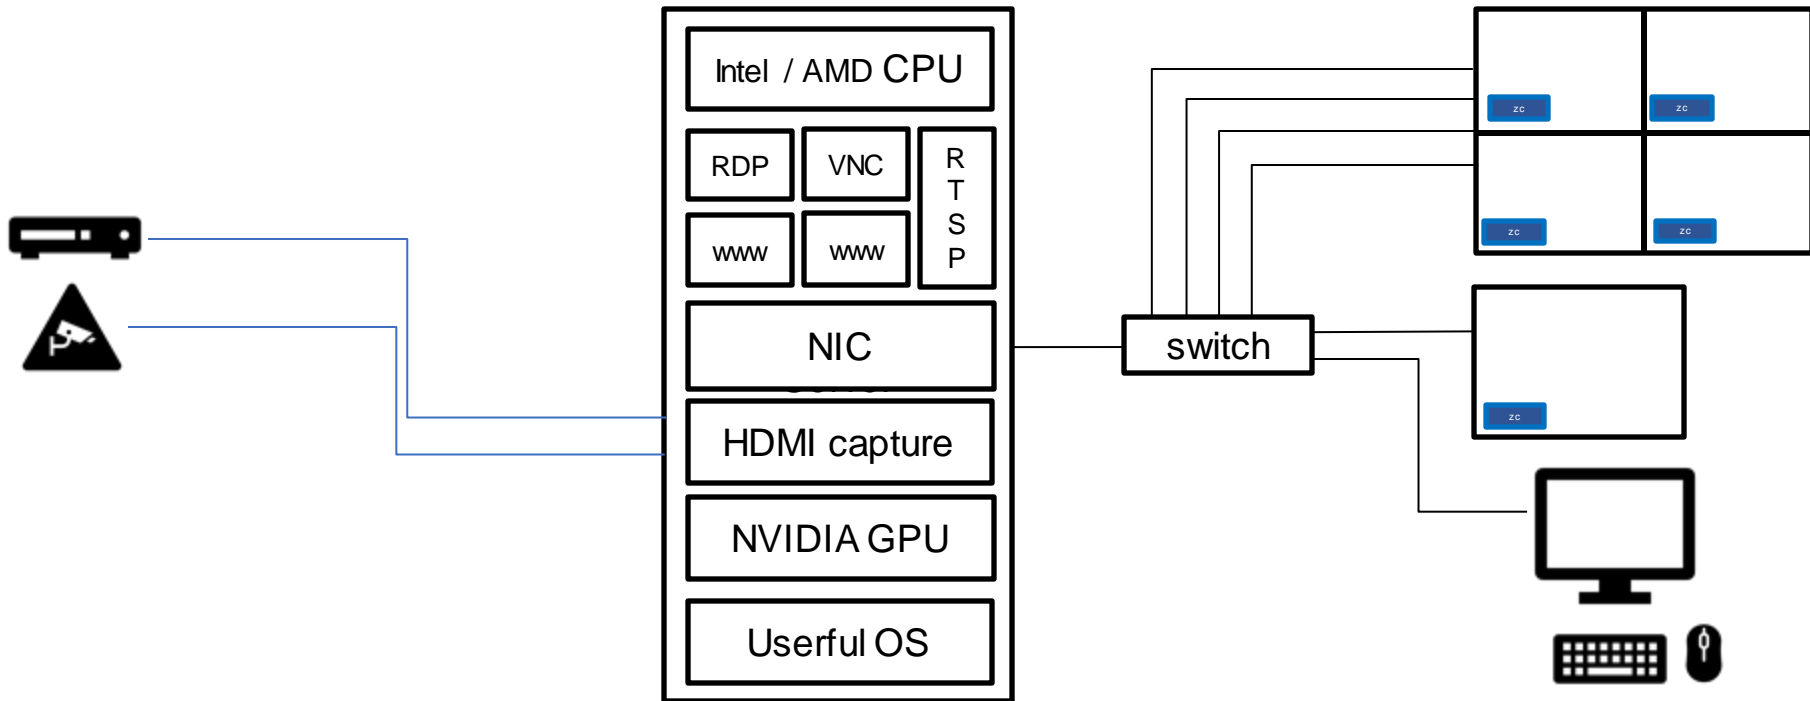 Intel / AMD CPU
RDP
VNC
R
T
S
P
www
www
NIC
HDMI capture
NVIDIA GPU
Userful OS
switch
zc
zc
zc
zc
zc